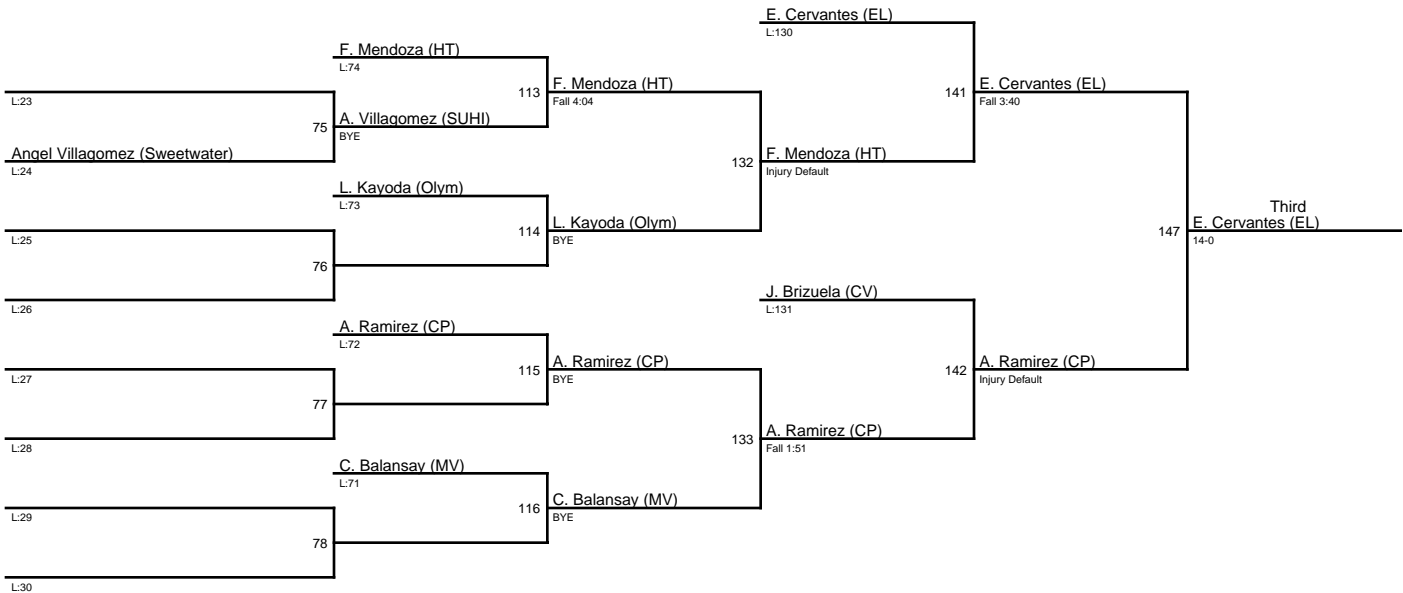 E. Cervantes (EL)
L:130
F. Mendoza (HT)
L:74
113
F. Mendoza (HT)
Fall 4:04
141
E. Cervantes (EL)
Fall 3:40
L:23
75
A. Villagomez (SUHI)
BYE
Angel Villagomez (Sweetwater)
L:24
132
F. Mendoza (HT)
Injury Default
L. Kayoda (Olym)
L:73
114
L. Kayoda (Olym)
BYE
L:25
76
L:26
147
Third
E. Cervantes (EL)
14-0
J. Brizuela (CV)
L:131
A. Ramirez (CP)
L:72
115
A. Ramirez (CP)
BYE
142
A. Ramirez (CP)
Injury Default
L:27
77
L:28
133
A. Ramirez (CP)
Fall 1:51
C. Balansay (MV)
L:71
116
C. Balansay (MV)
BYE
L:29
78
L:30